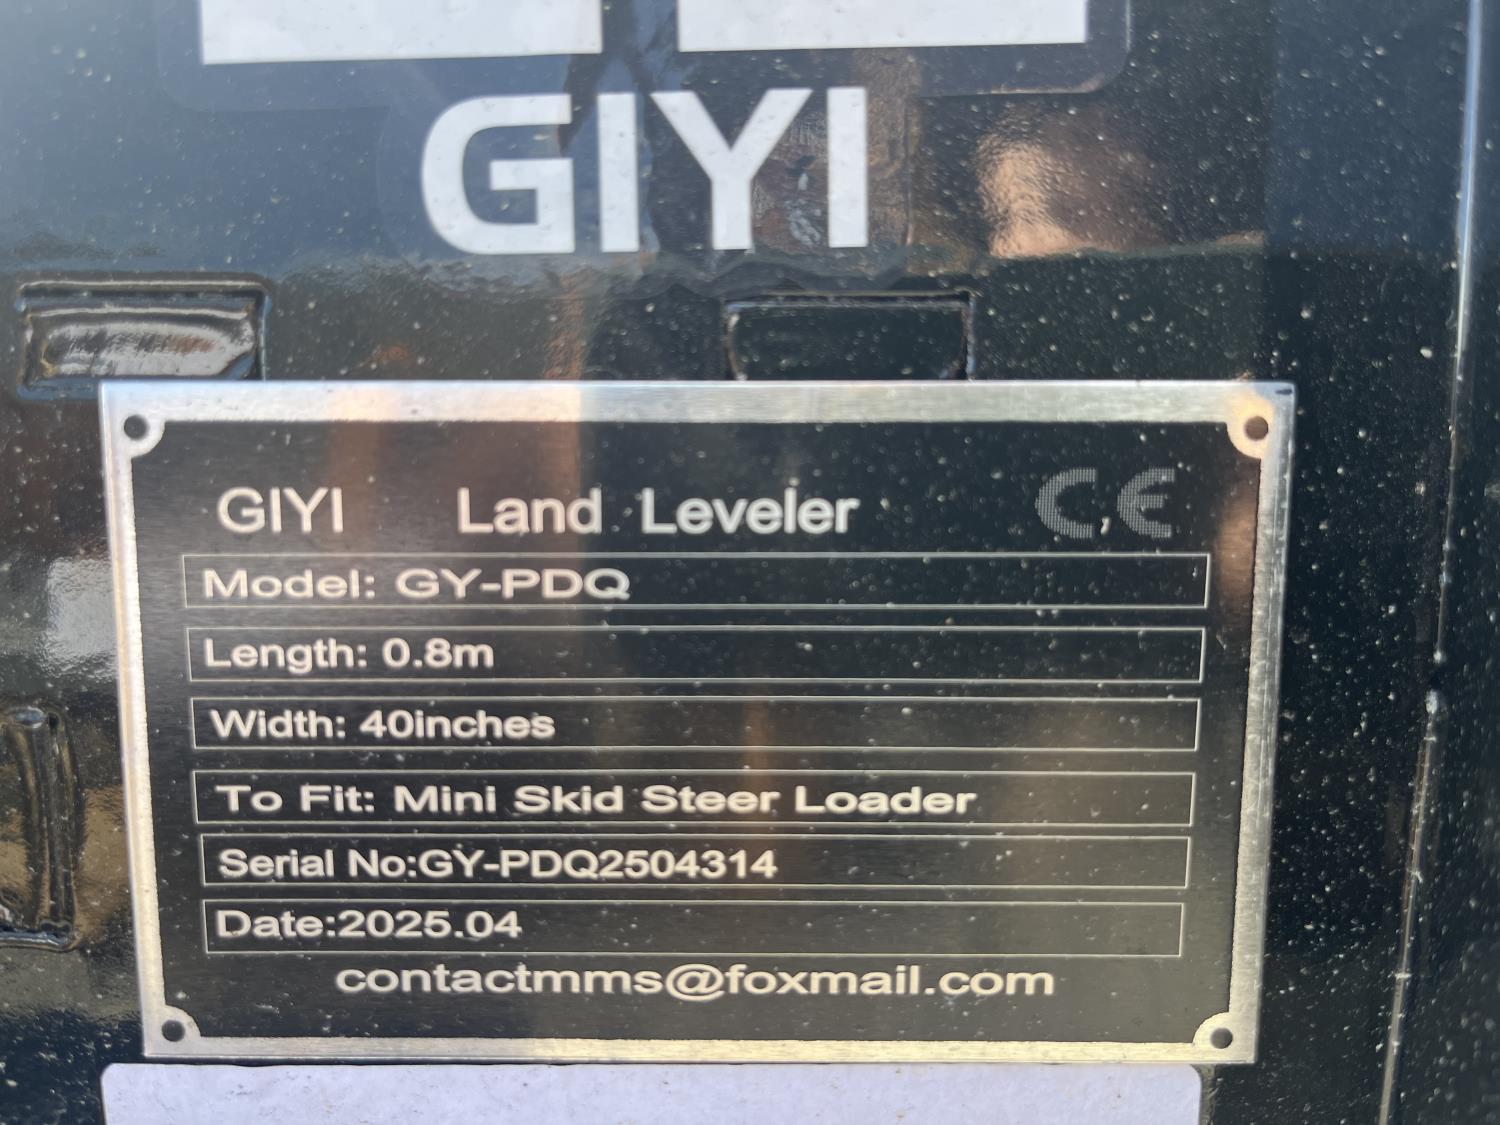 GIYI
GIYI Land Leveler CE
Model: GY-PDQ
Length: 0.8m
Width: 40inches
To Fit: Mini Skid Steer Loader
Serial No:GY-PDQ2504314
Date:2025.04
contactmms@foxmail.com